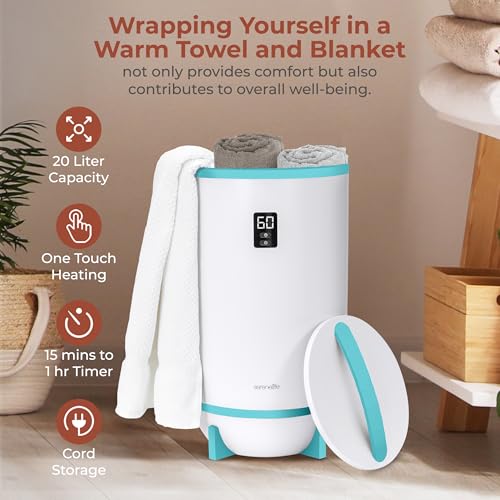 Wrapping Yourself in a
Warm Towel and Blanket
not only provides comfort but also
contributes to overall well-being.
20 Liter
Capacity
One Touch
Heating
15 mins to
1 hr Timer
Cord
Storage
60
serenelife